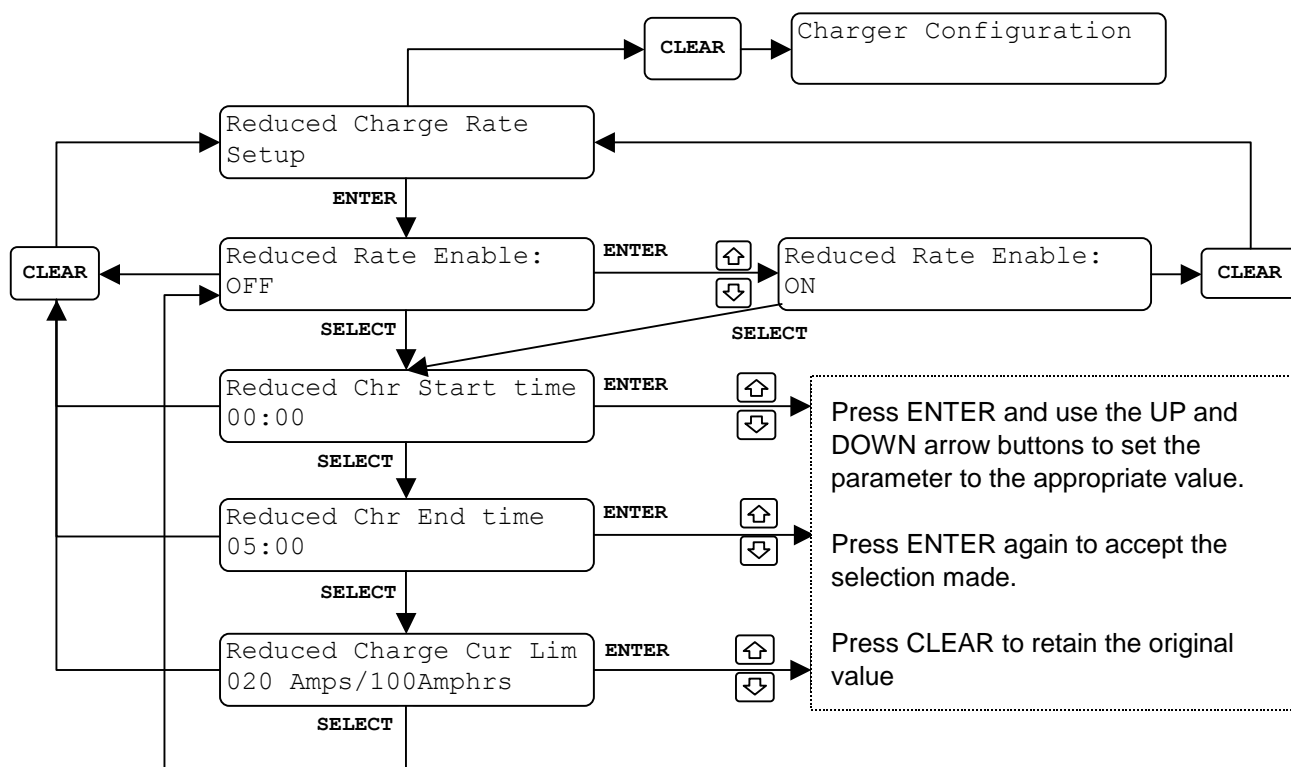 CLEAR
Charger Configuration
Reduced Charge Rate
Setup
ENTER
CLEAR
Reduced Rate Enable:
OFF
ENTER
Reduced Rate Enable:
ON
CLEAR
SELECT
SELECT
Reduced Chr Start time
00:00
ENTER
SELECT
Reduced Chr End time
05:00
ENTER
SELECT
Reduced Charge Cur Lim
020 Amps/100Amphrs
ENTER
SELECT
Press ENTER and use the UP and
DOWN arrow buttons to set the
parameter to the appropriate value.
Press ENTER again to accept the
selection made.
Press CLEAR to retain the original
value